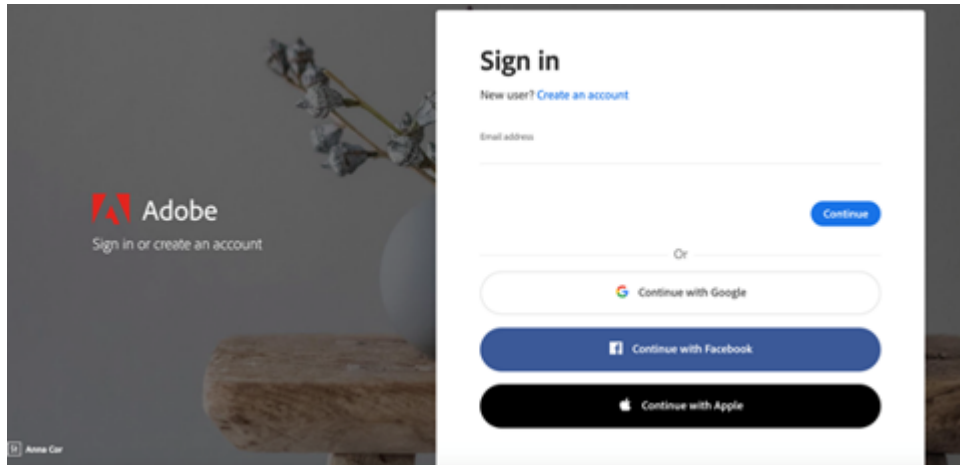 Adobe
Sign in or create an account
St Anna Cor
Sign in
New user? Create an account
Email address
Continue
Or
Continue with Google
Continue with Facebook
Continue with Apple